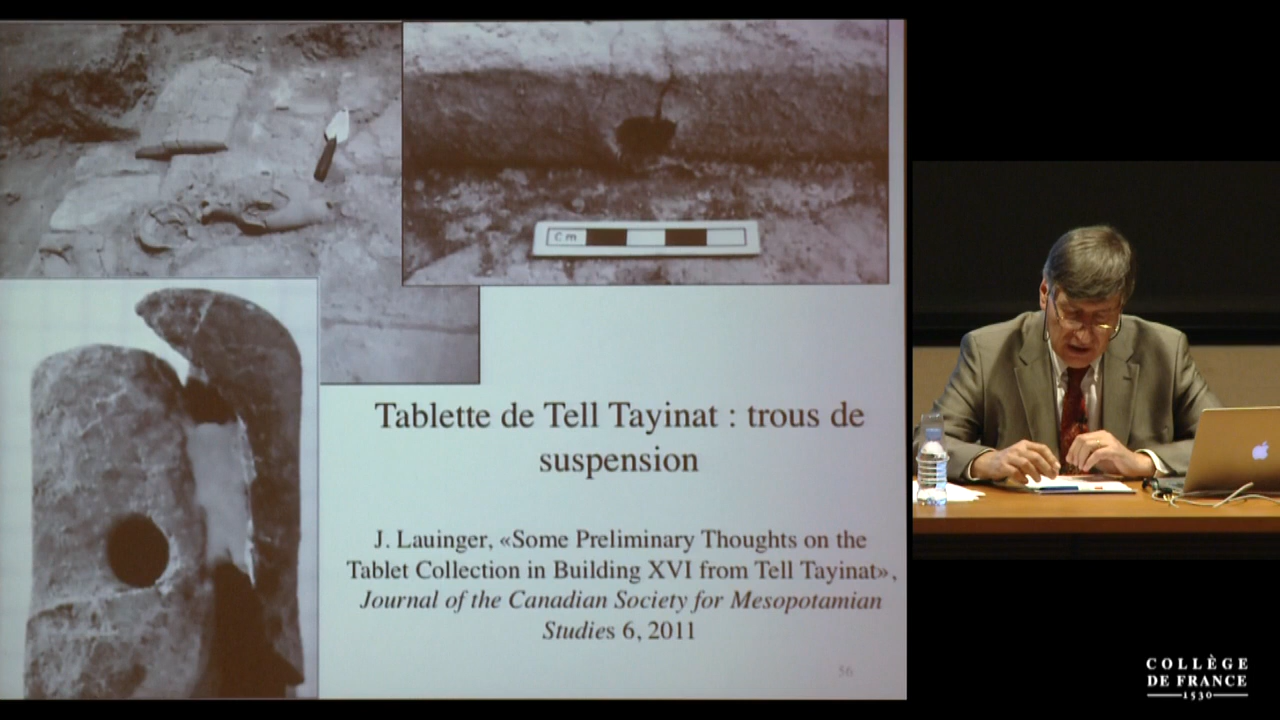 Cm
Tablette de Tell Tayinat : trous de
suspension
J. Lauinger, «Some Preliminary Thoughts on the
Tablet Collection in Building XVI from Tell Tayinat»,
Journal of the Canadian Society for Mesopotamian
Studies 6, 2011
56
COLLÈGE
DE FRANCE
1530